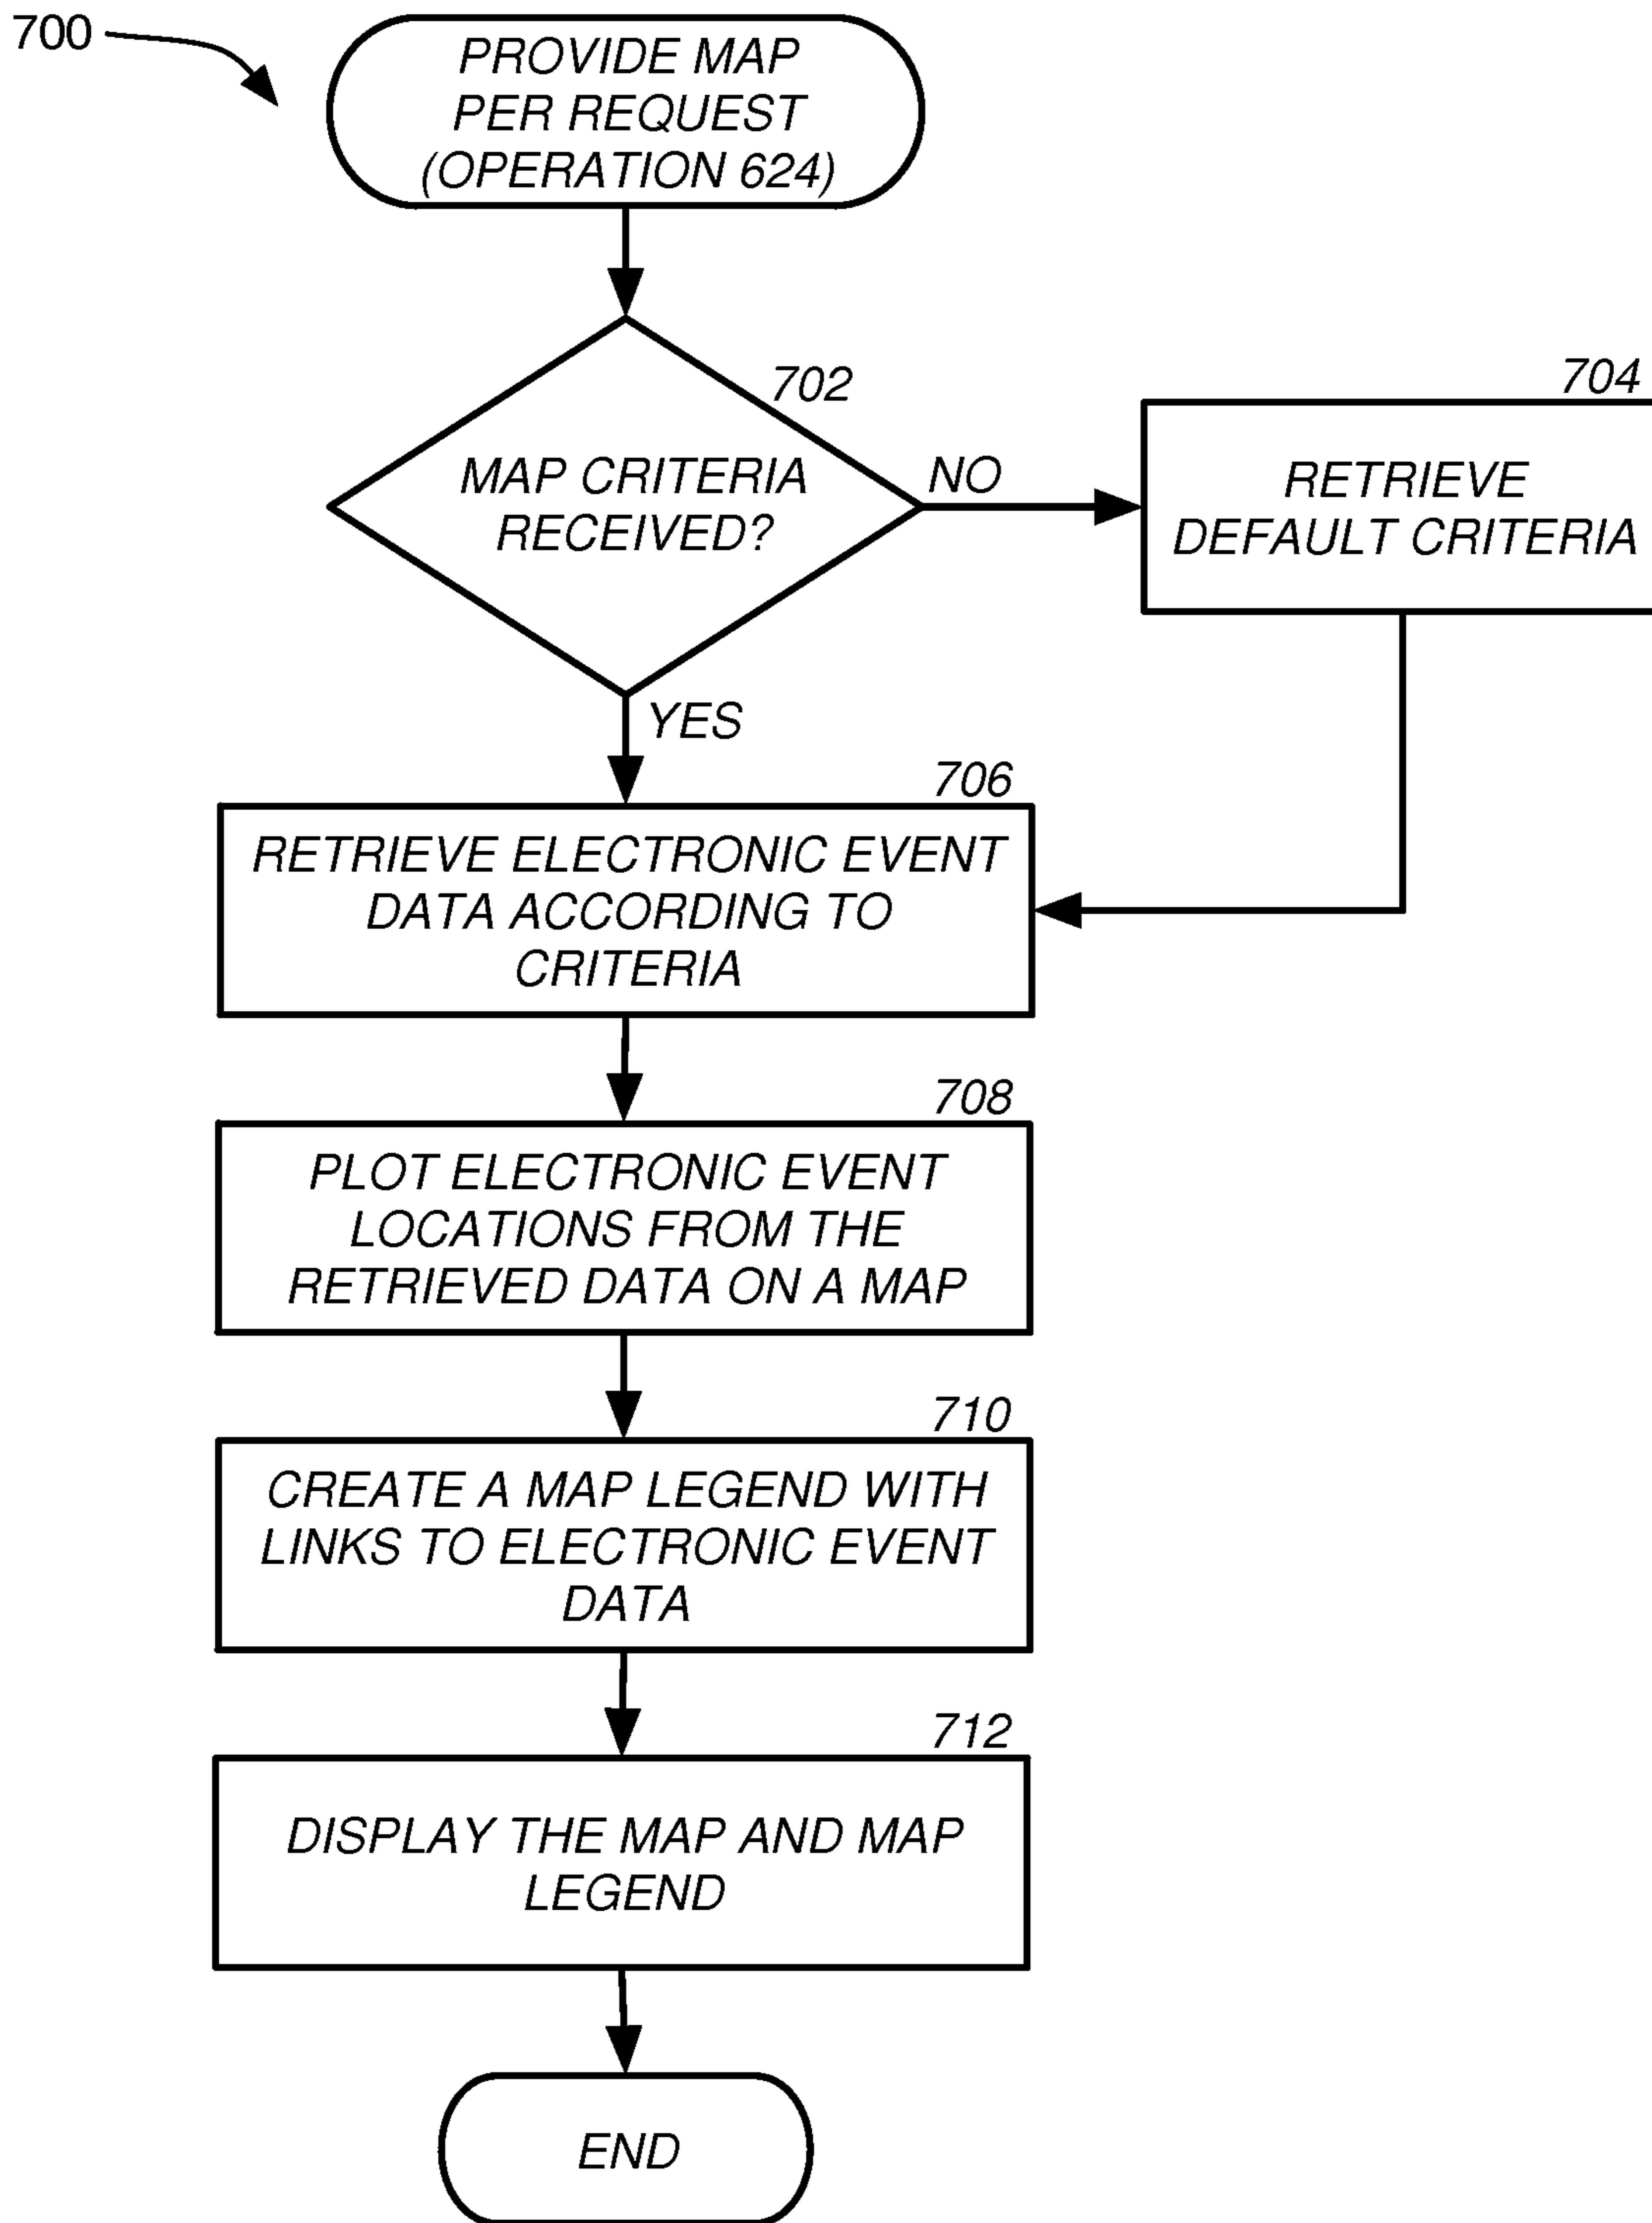 700
PROVIDE MAP
PER REQUEST
(OPERATION 624)
702
MAP CRITERIA
RECEIVED?
NO
704
RETRIEVE
DEFAULT CRITERIA
YES
706
RETRIEVE ELECTRONIC EVENT
DATA ACCORDING TO
CRITERIA
708
PLOT ELECTRONIC EVENT
LOCATIONS FROM THE
RETRIEVED DATA ON A MAP
710
CREATE A MAP LEGEND WITH
LINKS TO ELECTRONIC EVENT
DATA
712
DISPLAY THE MAP AND MAP
LEGEND
END